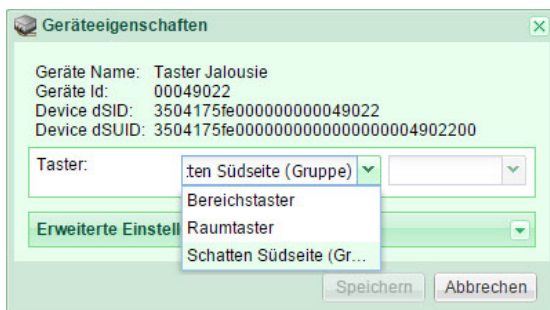 Geräteeigenschaften
Geräte Name: Taster Jalousie
Geräte Id: 00049022
Device dSID: 3504175fe000000000049022
Device dSUID: 3504175fe0000000000000000004902200
Taster: :ten Südseite (Gruppe)
Bereichstaster
Erweiterte Einstell Raumtaster
Schatten Südseite (Gr...
Speichern Abbrechen